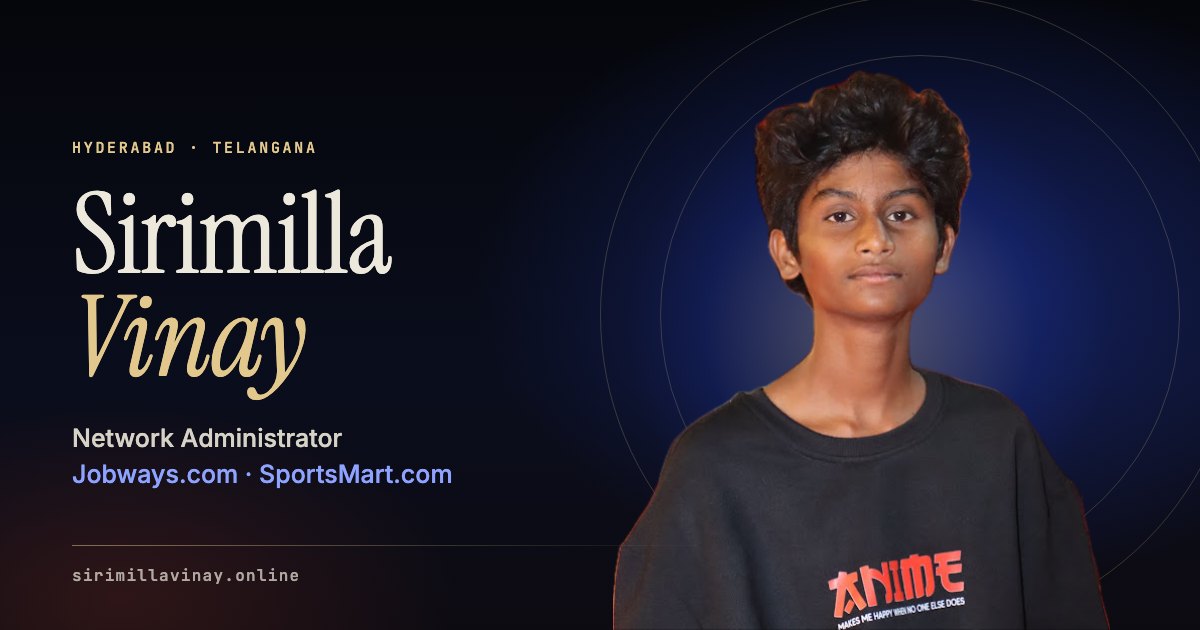 HYDERABAD · TELANGANA
Sirimilla
Vinay
Network Administrator
Jobways.com · SportsMart.com
sirimillavinay.online
ANIME
MAKES ME HAPPY WHEN NO ONE ELSE DOES